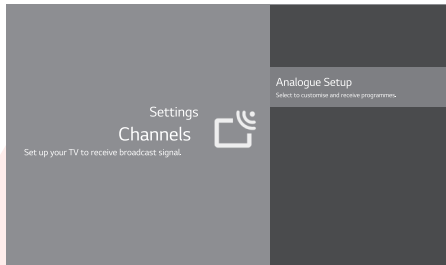 Settings
Channels
Set up your TV to receive broadcast signal.
Analogue Setup
Select to customise and receive programmes.